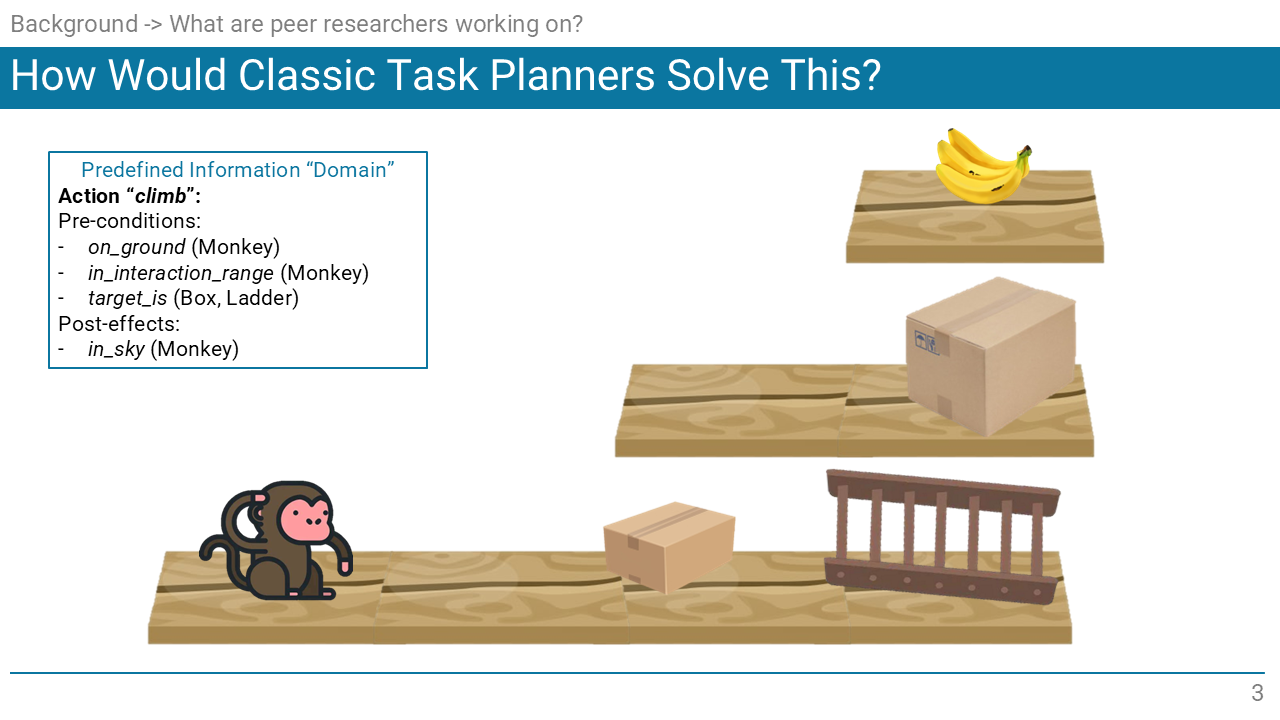 Background -> What are peer researchers working on?
How Would Classic Task Planners Solve This?
Predefined Information “Domain”
Action “climb”:
Pre-conditions:
- on_ground (Monkey)
- in_interaction_range (Monkey)
- target_is (Box, Ladder)
Post-effects:
- in_sky (Monkey)
3